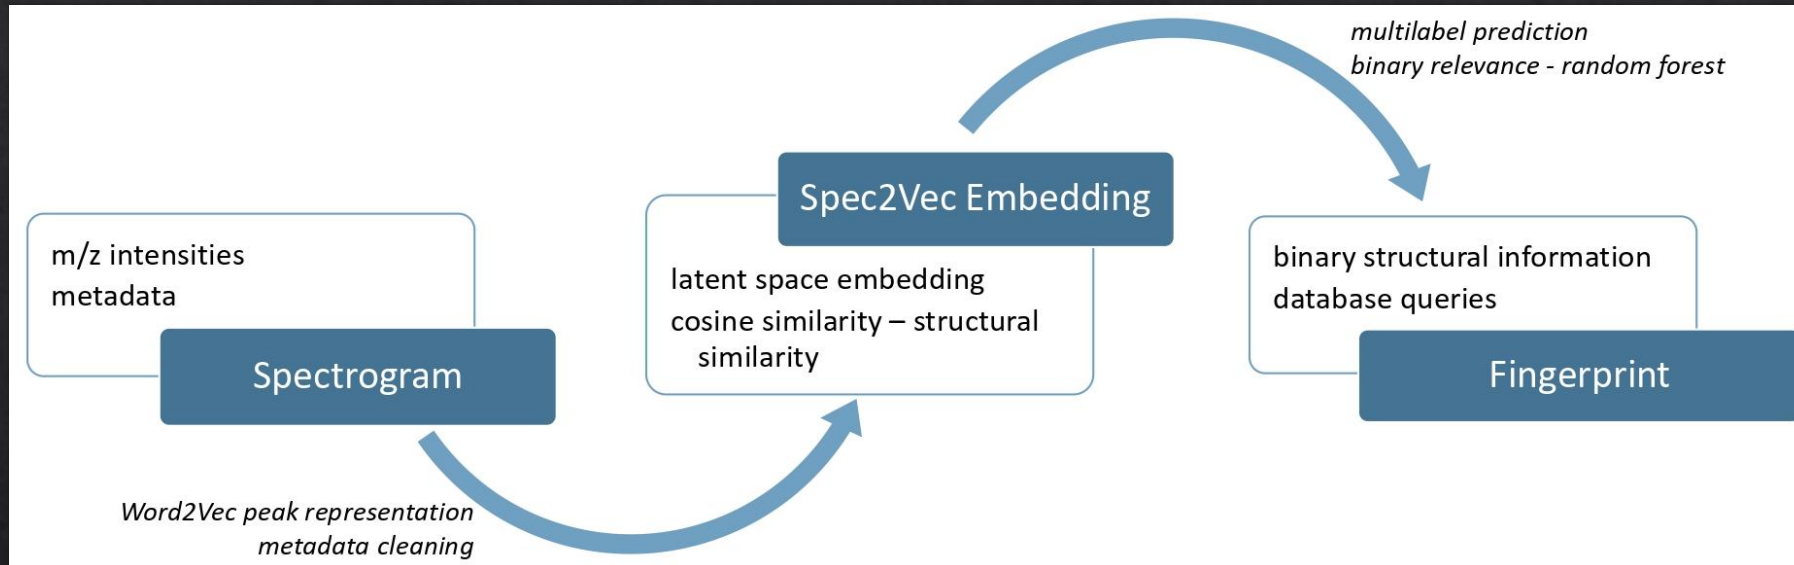 m/z intensities
metadata
Spectrogram
Word2Vec peak representation
metadata cleaning
Spec2Vec Embedding
latent space embedding
cosine similarity – structural
similarity
multilabel prediction
binary relevance - random forest
binary structural information
database queries
Fingerprint